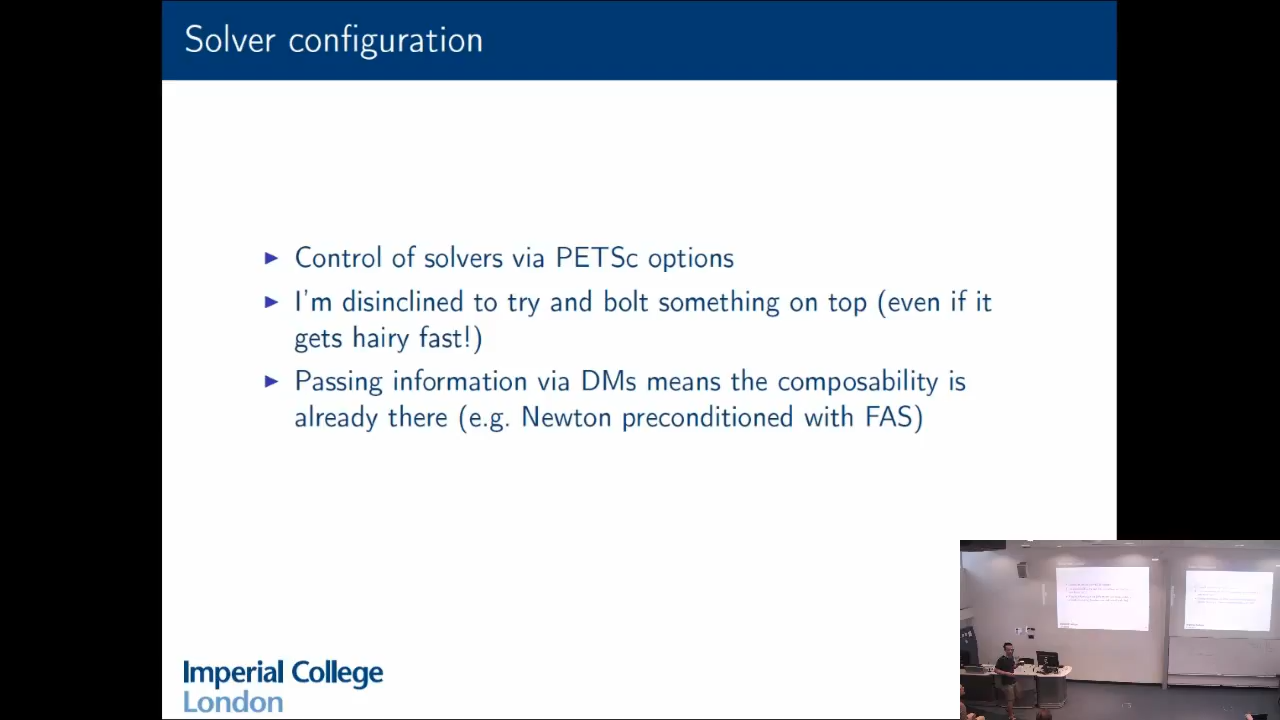 Solver configuration
Control of solvers via PETSc options
I'm disinclined to try and bolt something on top (even if it
gets hairy fast!)
Passing information via DMs means the composability is
already there (e.g. Newton preconditioned with FAS)
Imperial College
London